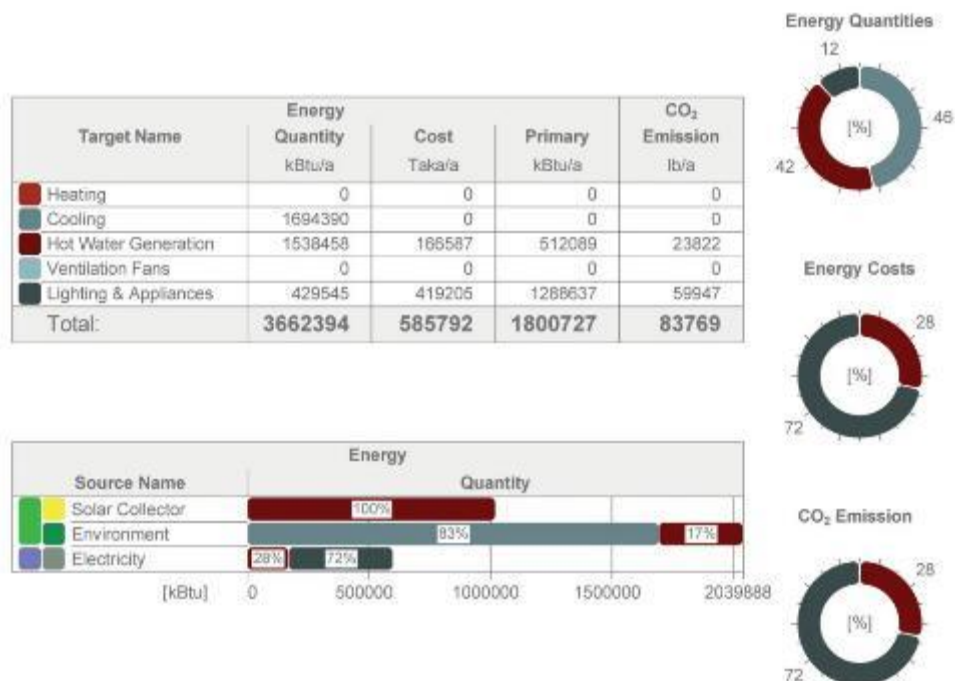 Energy Quantities
12
46
42
[%]
Energy CO₂
Target Name Quantity Cost Primary Emission
kBtu/a Taka/a kBtu/a lb/a
Heating 0 0 0 0
Cooling 1694390 0 0 0
Hot Water Generation 1538458 166587 512089 23822
Ventilation Fans 0 0 0 0
Lighting & Appliances 429545 419205 1288637 59947
Total: 3662394 585792 1800727 83769
Energy Costs
28
[%]
72
Energy
Source Name Quantity
Solar Collector 100%
Environment 83% 17%
Electricity 28% 72%
[kBtu] 0 500000 1000000 1500000 2039888
CO₂ Emission
28
[%]
72